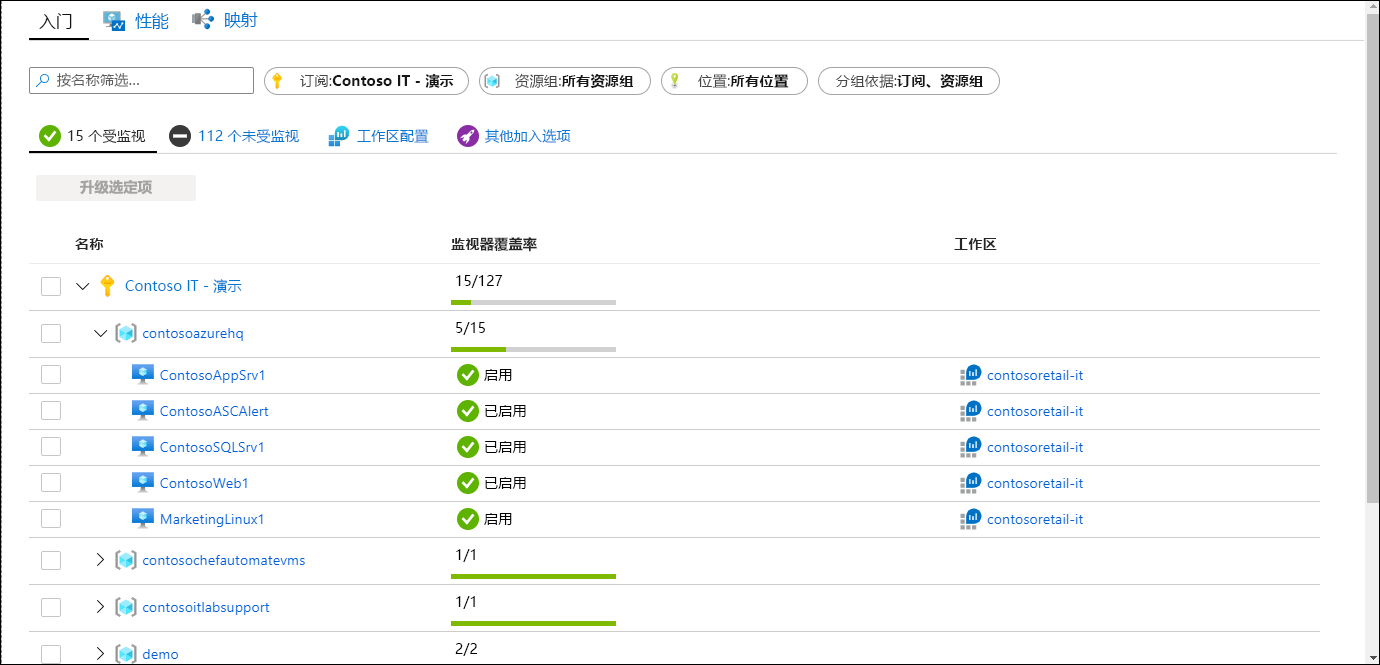 入门 性能 映射
按名称筛选... 订阅:Contoso IT - 演示 资源组:所有资源组 位置:所有位置 分组依据:订阅、资源组
15 个受监视 112 个未受监视 工作区配置 其他加入选项
升级选定项
名称 监视器覆盖率 工作区
Contoso IT - 演示 15/127
contosoazurehq 5/15
ContosoAppSrv1 启用 contosoretail-it
ContosoASCAlert 已启用 contosoretail-it
ContosoSQLSrv1 已启用 contosoretail-it
ContosoWeb1 已启用 contosoretail-it
MarketingLinux1 启用 contosoretail-it
contosochefautomatevms 1/1
contosoitlabsupport 1/1
demo 2/2